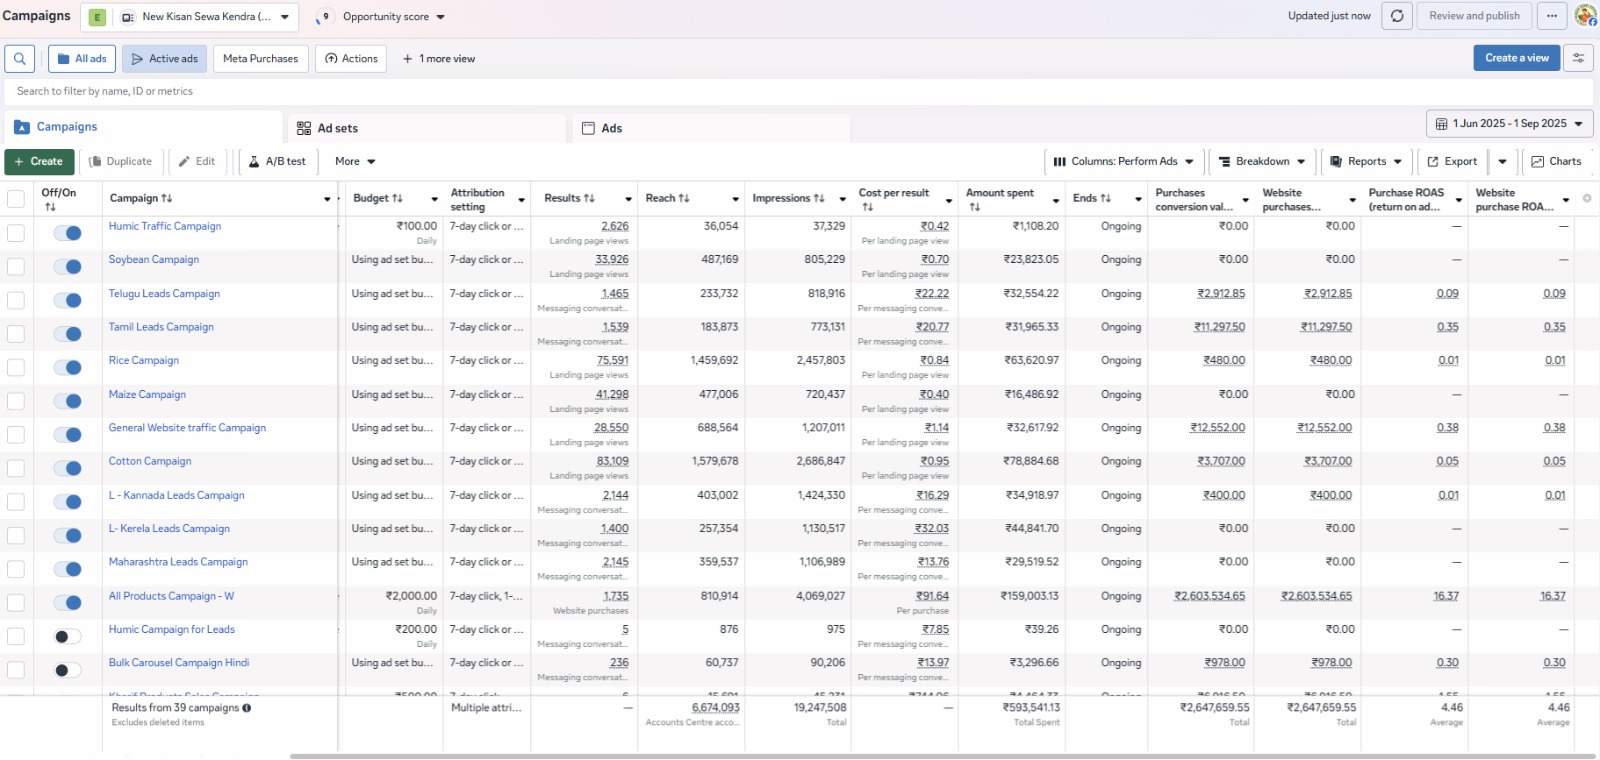 Campaigns E New Kisan Sewa Kendra (... 9 Opportunity score Updated just now Review and publish ...
All ads Active ads Meta Purchases Actions + 1 more view Create a view
Search to filter by name, ID or metrics
Campaigns Ad sets Ads 1 Jun 2025 - 1 Sep 2025
+ Create Duplicate Edit A/B test More Columns: Perform Ads Breakdown Reports Export Charts
Off/On Campaign Budget Attribution setting Results Reach Impressions Cost per result Amount spent Ends Purchases conversion val... Website purchases... Purchase ROAS (return on ad... Website purchase ROA...
Humic Traffic Campaign ₹100.00 7-day click or ... 2,626 36,054 37,329 ₹0.42 ₹1,108.20 Ongoing ₹0.00 ₹0.00 — —
Daily Landing page views Per landing page view
Soybean Campaign Using ad set bu... 7-day click or ... 33,926 487,169 805,229 ₹0.70 ₹23,823.05 Ongoing ₹0.00 ₹0.00 — —
Landing page views Per landing page view
Telugu Leads Campaign Using ad set bu... 7-day click or ... 1,465 233,732 818,916 ₹22.22 ₹32,554.22 Ongoing ₹2,912.85 ₹2,912.85 0.09 0.09
Messaging conversat... Per messaging conve...
Tamil Leads Campaign Using ad set bu... 7-day click or ... 1,539 183,873 773,131 ₹20.77 ₹31,965.33 Ongoing ₹11,297.50 ₹11,297.50 0.35 0.35
Messaging conversat... Per messaging conve...
Rice Campaign Using ad set bu... 7-day click or ... 75,591 1,459,692 2,457,803 ₹0.84 ₹63,620.97 Ongoing ₹480.00 ₹480.00 0.01 0.01
Landing page views Per landing page view
Maize Campaign Using ad set bu... 7-day click or ... 41,298 477,006 720,437 ₹0.40 ₹16,486.92 Ongoing ₹0.00 ₹0.00 — —
Landing page views Per landing page view
General Website traffic Campaign Using ad set bu... 7-day click or ... 28,550 688,564 1,207,011 ₹1.14 ₹32,617.92 Ongoing ₹12,552.00 ₹12,552.00 0.38 0.38
Landing page views Per landing page view
Cotton Campaign Using ad set bu... 7-day click or ... 83,109 1,579,678 2,686,847 ₹0.95 ₹78,884.68 Ongoing ₹3,707.00 ₹3,707.00 0.05 0.05
Landing page views Per landing page view
L - Kannada Leads Campaign Using ad set bu... 7-day click or ... 2,144 403,002 1,424,330 ₹16.29 ₹34,918.97 Ongoing ₹400.00 ₹400.00 0.01 0.01
Messaging conversat... Per messaging conve...
L- Kerela Leads Campaign Using ad set bu... 7-day click or ... 1,400 257,354 1,130,517 ₹32.03 ₹44,841.70 Ongoing ₹0.00 ₹0.00 — —
Messaging conversat... Per messaging conve...
Maharashtra Leads Campaign Using ad set bu... 7-day click or ... 2,145 359,537 1,106,989 ₹13.76 ₹29,519.52 Ongoing ₹0.00 ₹0.00 — —
Messaging conversat... Per messaging conve...
All Products Campaign - W ₹2,000.00 7-day click, 1-... 1,735 810,914 4,069,027 ₹91.64 ₹159,003.13 Ongoing ₹2,603,534.65 ₹2,603,534.65 16.37 16.37
Daily Website purchases Per purchase
Humic Campaign for Leads ₹200.00 7-day click or ... 5 876 975 ₹7.85 ₹39.26 Ongoing ₹0.00 ₹0.00 — —
Daily Messaging conversat... Per messaging conve...
Bulk Carousel Campaign Hindi Using ad set bu... 7-day click or ... 236 60,737 90,206 ₹13.97 ₹3,296.66 Ongoing ₹978.00 ₹978.00 0.30 0.30
Messaging conversat... Per messaging conve...
Results from 39 campaigns Multiple attri... — 6,674,093 19,247,508 — ₹593,541.13 ₹2,647,659.55 ₹2,647,659.55 4.46 4.46
Excludes deleted items Accounts Centre acco... Total Total Spent Total Total Average Average